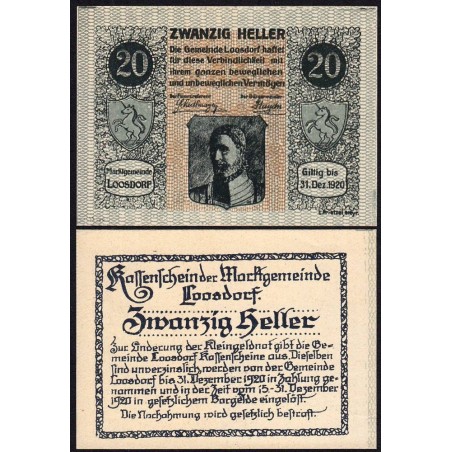 ZWANZIG HELLER
20
20
Die Gemeinde Loosdorf haftet
für diese Verbindlichkeit mit
ihrem ganzen beweglichen
und unbeweglichen Vermögen
Marktgemeinde
LOOSDORF
Giltig bis
31. Dez. 1920
Kassenschein der Marktgemeinde
Loosdorf.
Zwanzig Heller
Zur Linderung der Kleingeldnot gibt die Ge-
meinde Loosdorf Kassenscheine aus. Dieselben
sind unverzinslich, werden von der Gemeinde
Loosdorf bis 31. Dezember 1920 in Zahlung ge-
nommen und in der Zeit vom 15.-31. Dezember
1920 in gesetzlichem Bargelde eingelöst.
Die Nachahmung wird gesetzlich bestraft.